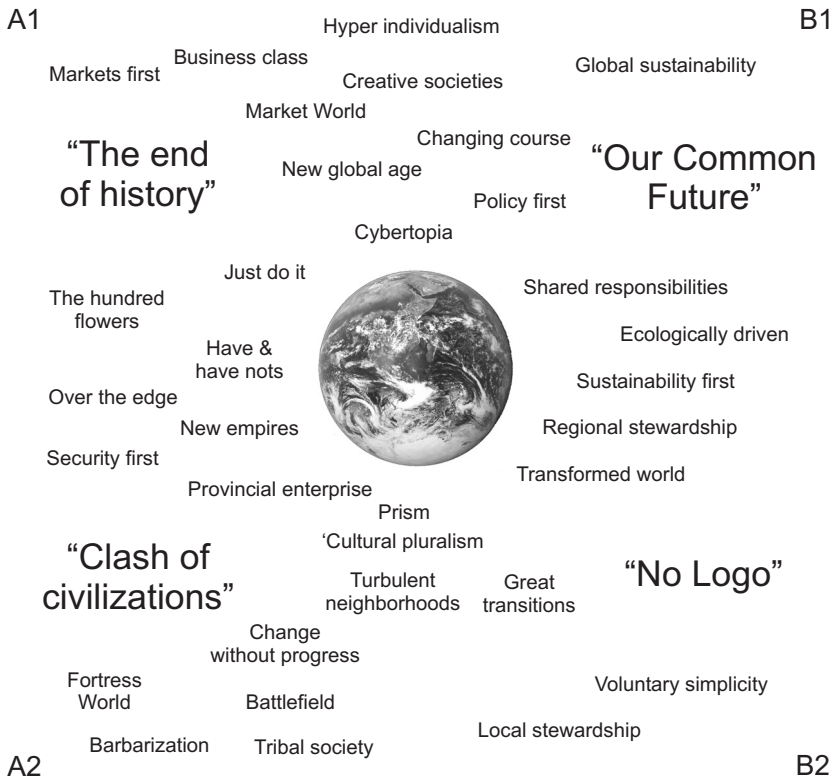 A1
B1
Hyper individualism
Business class
Markets first
Creative societies
Global sustainability
Market World
Changing course
“The end
of history”
New global age
“Our Common
Future”
Policy first
Cybertopia
Just do it
Shared responsibilities
The hundred
flowers
Ecologically driven
Have &
have nots
Sustainability first
Over the edge
New empires
Regional stewardship
Security first
Transformed world
Provincial enterprise
Prism
‘Cultural pluralism
“Clash of
civilizations”
Turbulent
neighborhoods
Great
transitions
“No Logo”
Change
without progress
Fortress
World
Battlefield
Voluntary simplicity
Barbarization
Tribal society
Local stewardship
A2
B2